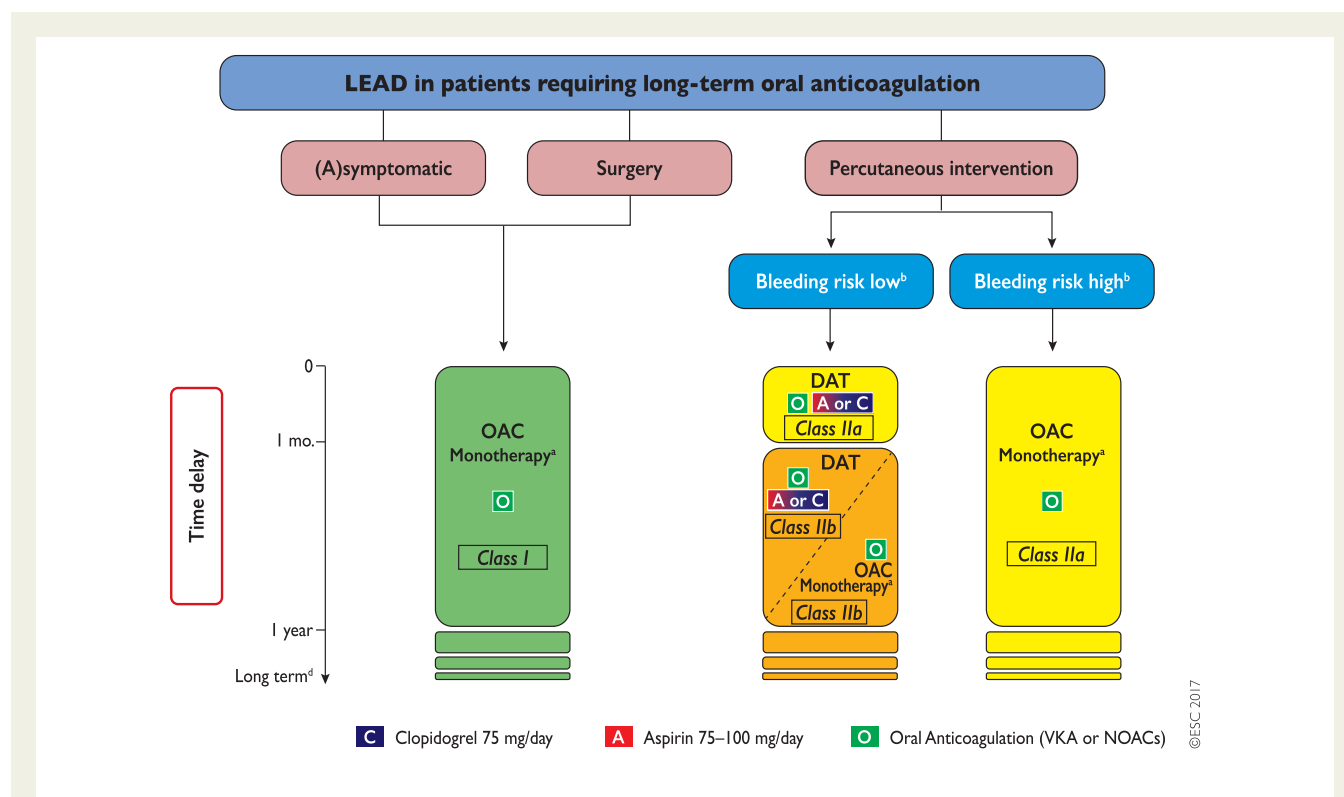 LEAD in patients requiring long-term oral anticoagulation
(A)symptomatic
Surgery
Percutaneous intervention
Bleeding risk lowᵇ
Bleeding risk highᵇ
Time delay
0
1 mo.
1 year
Long termᵈ
OAC
Monotherapyᵃ
O
Class I
DAT
O A or C
Class IIa
DAT
O
A or C
Class IIb
O
OAC
Monotherapyᵃ
Class IIb
OAC
Monotherapyᵃ
O
Class IIa
C Clopidogrel 75 mg/day
A Aspirin 75–100 mg/day
O Oral Anticoagulation (VKA or NOACs)
©ESC 2017